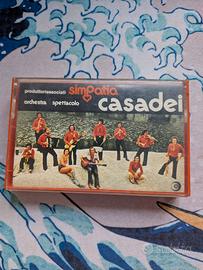 produttoriassociati simpatia
orchestra spettacolo casadei